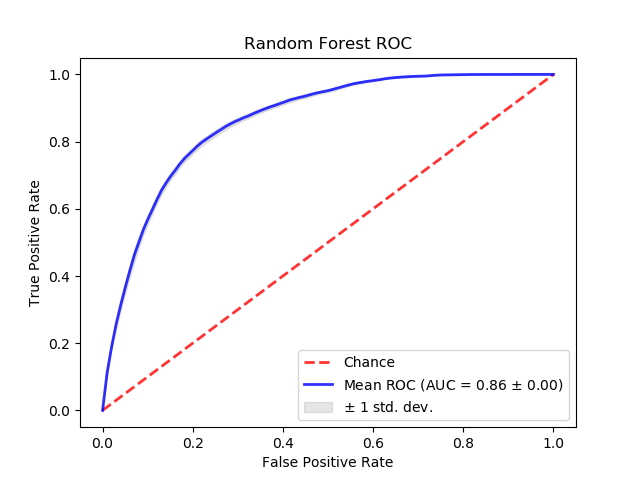 Random Forest ROC
1.0
0.8
0.6
0.4
0.2
0.0
True Positive Rate
Chance
Mean ROC (AUC = 0.86 ± 0.00)
± 1 std. dev.
0.0 0.2 0.4 0.6 0.8 1.0
False Positive Rate